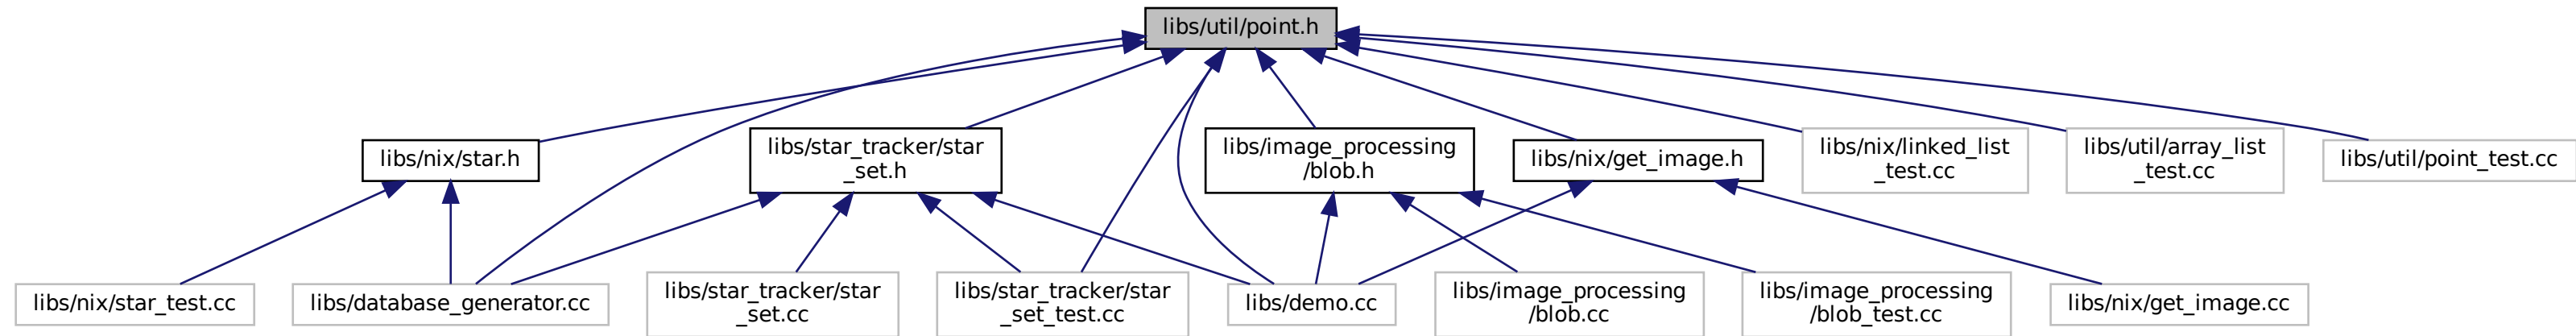 libs/util/point.h
libs/nix/star.h
libs/star_tracker/star
_set.h
libs/image_processing
/blob.h
libs/nix/get_image.h
libs/nix/linked_list
_test.cc
libs/util/array_list
_test.cc
libs/util/point_test.cc
libs/nix/star_test.cc
libs/database_generator.cc
libs/star_tracker/star
_set.cc
libs/star_tracker/star
_set_test.cc
libs/demo.cc
libs/image_processing
/blob.cc
libs/image_processing
/blob_test.cc
libs/nix/get_image.cc